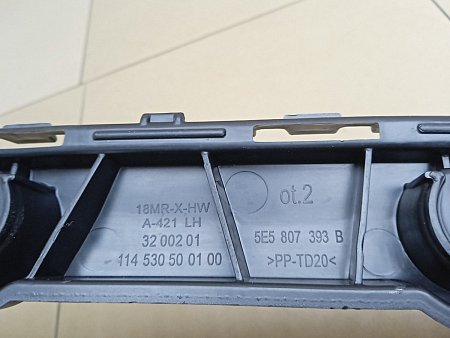 18MR-X-HW
A-421 LH
32 002 01
114 530 50 01 00
ot.2
5E5 807 393 B
>PP-TD20<